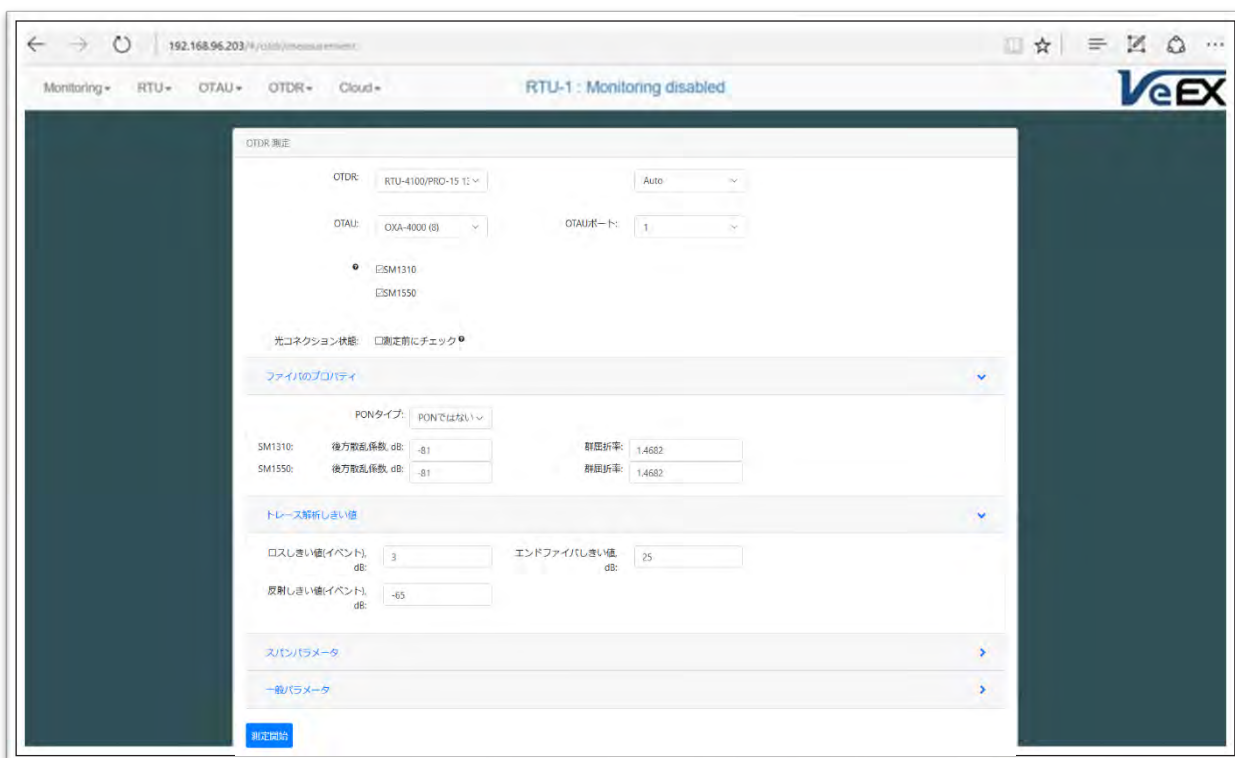 192.168.96.203/#/otdr/measurement
Monitoring RTU OTAU OTDR Cloud RTU-1 : Monitoring disabled VeEX
OTDR 測定
OTDR: RTU-4100/PRO-15 Auto
OTAU: OXA-4000 (8) OTAUポート: 1
SM1310
SM1550
光コネクション状態: 測定前にチェック
ファイバのプロパティ
PONタイプ: PONではない
SM1310: 後方散乱係数, dB: -81 群屈折率: 1.4682
SM1550: 後方散乱係数, dB: -81 群屈折率: 1.4682
トレース解析しきい値
ロスしきい値(イベント), dB: 3 エンドファイバしきい値, dB: 25
反射しきい値(イベント), dB: -65
スパンパラメータ
一般パラメータ
測定開始